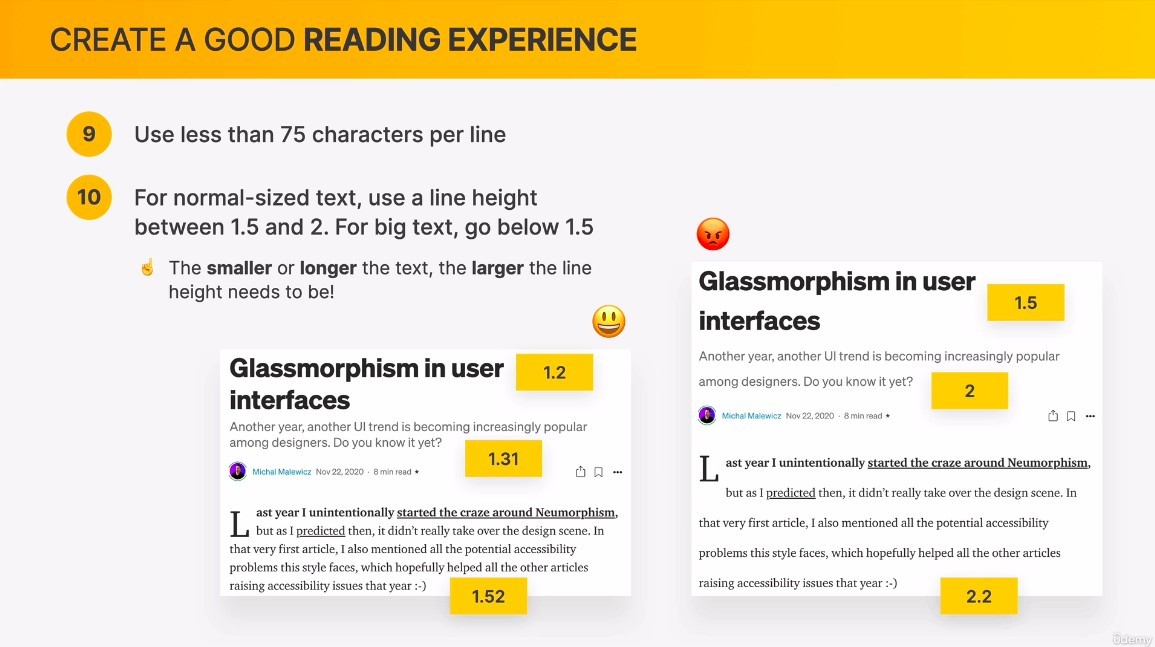 CREATE A GOOD READING EXPERIENCE
9 Use less than 75 characters per line
10 For normal-sized text, use a line height
between 1.5 and 2. For big text, go below 1.5
The smaller or longer the text, the larger the line
height needs to be!
Glassmorphism in user
interfaces
1.2
Another year, another UI trend is becoming increasingly popular
among designers. Do you know it yet?
1.31
Michal Malewicz Nov 22, 2020 · 8 min read ★
Last year I unintentionally started the craze around Neumorphism,
but as I predicted then, it didn’t really take over the design scene. In
that very first article, I also mentioned all the potential accessibility
problems this style faces, which hopefully helped all the other articles
raising accessibility issues that year :-)
1.52
Glassmorphism in user
interfaces
1.5
Another year, another UI trend is becoming increasingly popular
among designers. Do you know it yet?
2
Michal Malewicz Nov 22, 2020 · 8 min read ★
Last year I unintentionally started the craze around Neumorphism,
but as I predicted then, it didn’t really take over the design scene. In
that very first article, I also mentioned all the potential accessibility
problems this style faces, which hopefully helped all the other articles
raising accessibility issues that year :-)
2.2
ûdemy